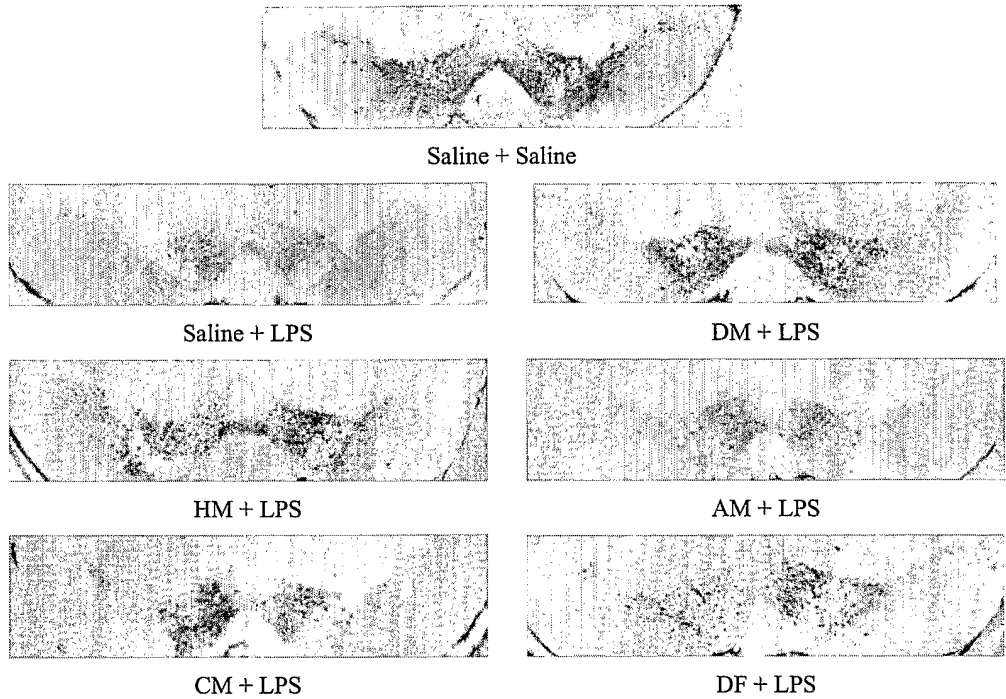 Saline + Saline
Saline + LPS
DM + LPS
HM + LPS
AM + LPS
CM + LPS
DF + LPS